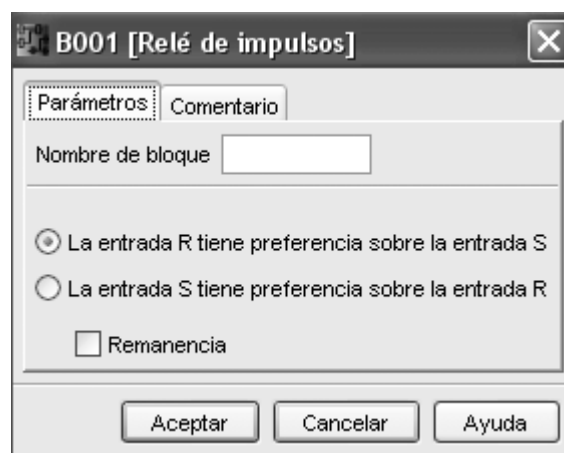 B001 [Relé de impulsos]
Parámetros Comentario
Nombre de bloque
La entrada R tiene preferencia sobre la entrada S
La entrada S tiene preferencia sobre la entrada R
Remanencia
Aceptar Cancelar Ayuda